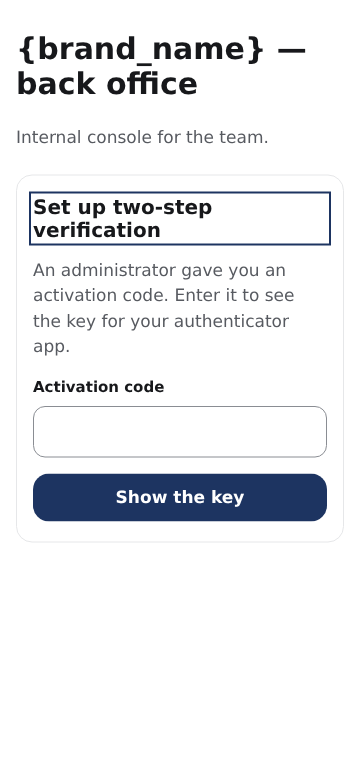 {brand_name} —
back office
Internal console for the team.
Set up two-step
verification
An administrator gave you an
activation code. Enter it to see
the key for your authenticator
app.
Activation code
Show the key